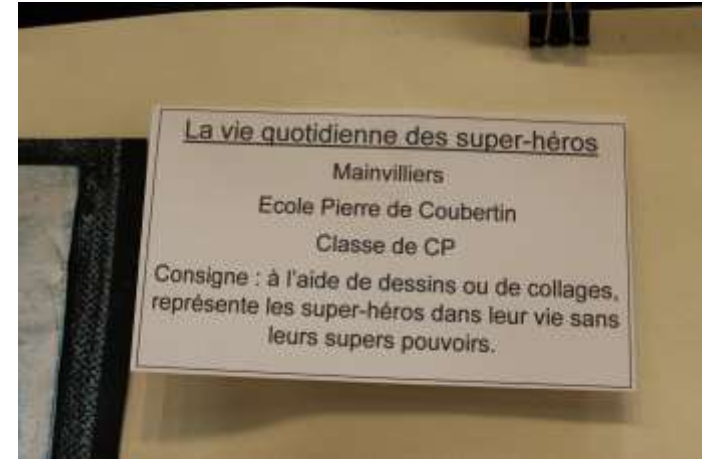 La vie quotidienne des super-héros
Mainvilliers
Ecole Pierre de Coubertin
Classe de CP
Consigne : à l'aide de dessins ou de collages,
représente les super-héros dans leur vie sans
leurs supers pouvoirs.